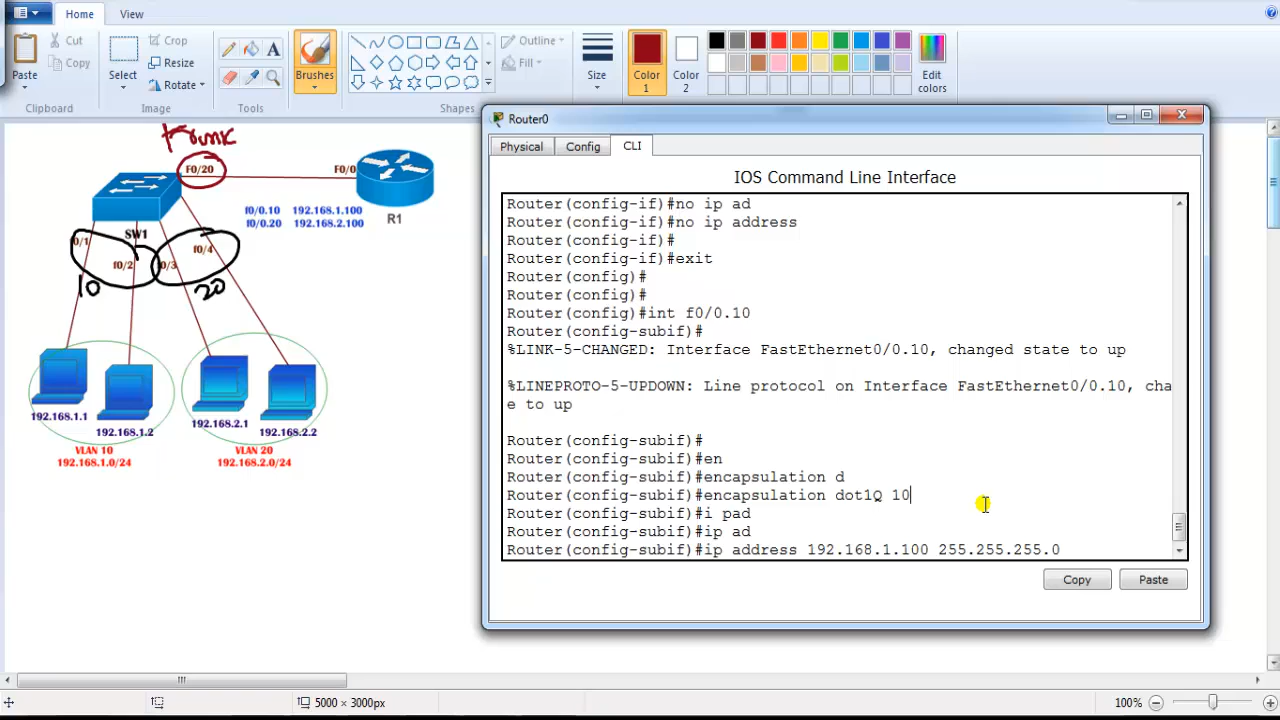 Home
View
Paste
Cut
Copy
Clipboard
Select
Crop
Resize
Rotate
Image
A
Tools
Brushes
Shapes
Outline
Fill
Size
Color
1
Color
2
Edit
colors
Colors
trunk
F0/20
F0/0
R1
f0/0.10 192.168.1.100
f0/0.20 192.168.2.100
SW1
0/1
f0/2
0/3
f0/4
10
20
192.168.1.1
192.168.1.2
192.168.2.1
192.168.2.2
VLAN 10
192.168.1.0/24
VLAN 20
192.168.2.0/24
Router0
Physical
Config
CLI
IOS Command Line Interface
Router(config-if)#no ip ad
Router(config-if)#no ip address
Router(config-if)#
Router(config-if)#exit
Router(config)#
Router(config)#
Router(config)#int f0/0.10
Router(config-subif)#
%LINK-5-CHANGED: Interface FastEthernet0/0.10, changed state to up
%LINEPROTO-5-UPDOWN: Line protocol on Interface FastEthernet0/0.10, cha
e to up
Router(config-subif)#
Router(config-subif)#en
Router(config-subif)#encapsulation d
Router(config-subif)#encapsulation dot1Q 10
Router(config-subif)#i pad
Router(config-subif)#ip ad
Router(config-subif)#ip address 192.168.1.100 255.255.255.0
Copy
Paste
5000 × 3000px
100%